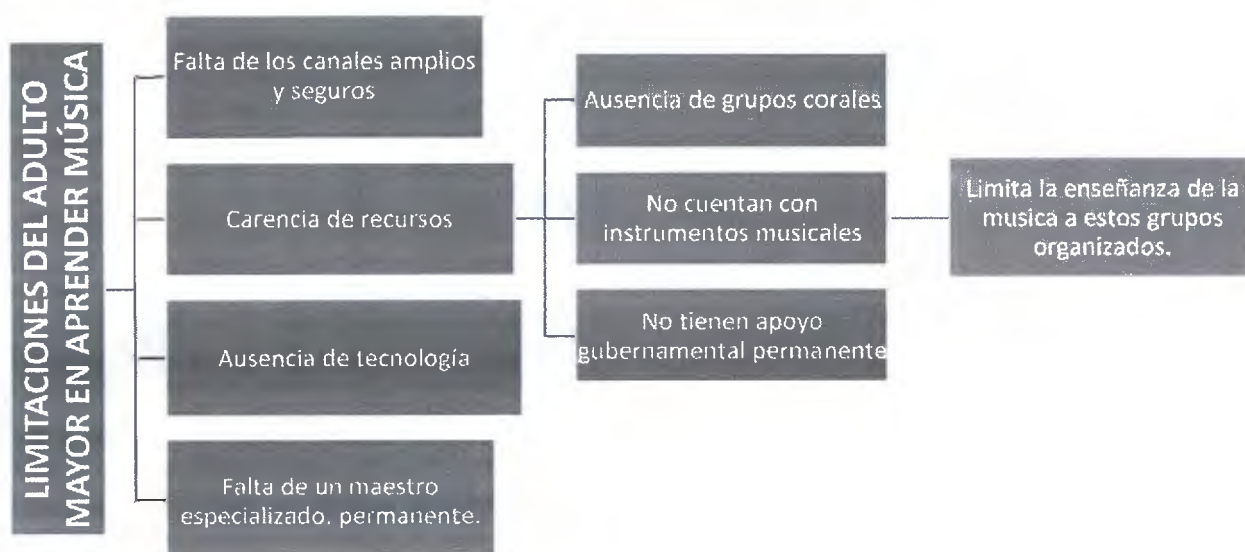 LIMITACIONES DEL ADULTO
MAYOR EN APRENDER MÚSICA
Falta de los canales amplios
y seguros
Carencia de recursos
Ausencia de tecnología
Falta de un maestro
especializado, permanente.
Ausencia de grupos corales
No cuentan con
instrumentos musicales
No tienen apoyo
gubernamental permanente
Limita la enseñanza de la
musica a estos grupos
organizados.